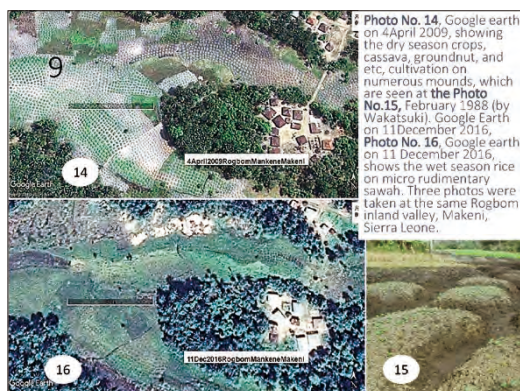 9
4April2009RogbomMankeneMakeni
Google Earth
14
Photo No. 14, Google earth
on 4April 2009, showing
the dry season crops,
cassava, groundnut, and
etc, cultivation on
numerous mounds, which
are seen at the Photo
No.15, February 1988 (by
Wakatsuki). Google Earth
on 11December 2016,
Photo No. 16, Google earth
on 11 December 2016,
shows the wet season rice
on micro rudimentary
sawah. Three photos were
taken at the same Rogbom
inland valley, Makeni,
Sierra Leone.
11Dec2016RogbomMankeneMakeni
Google Earth
16
15